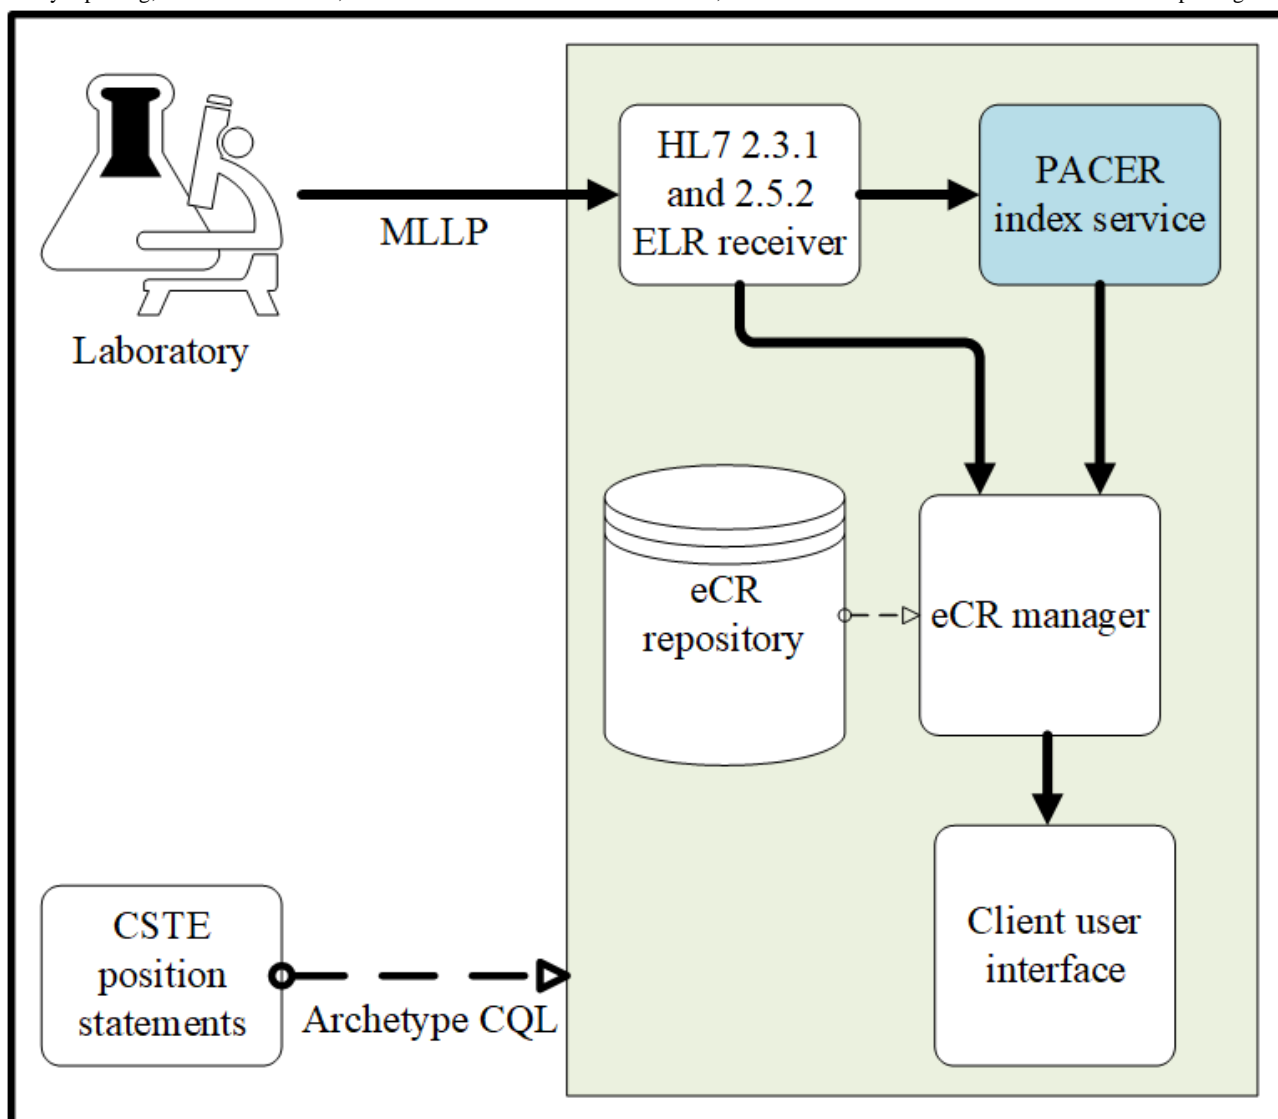 HL7 2.3.1
and 2.5.2
ELR receiver
PACER
index service
MLLP
Laboratory
eCR
repository
eCR manager
CSTE
position
statements
Archetype CQL
Client user
interface